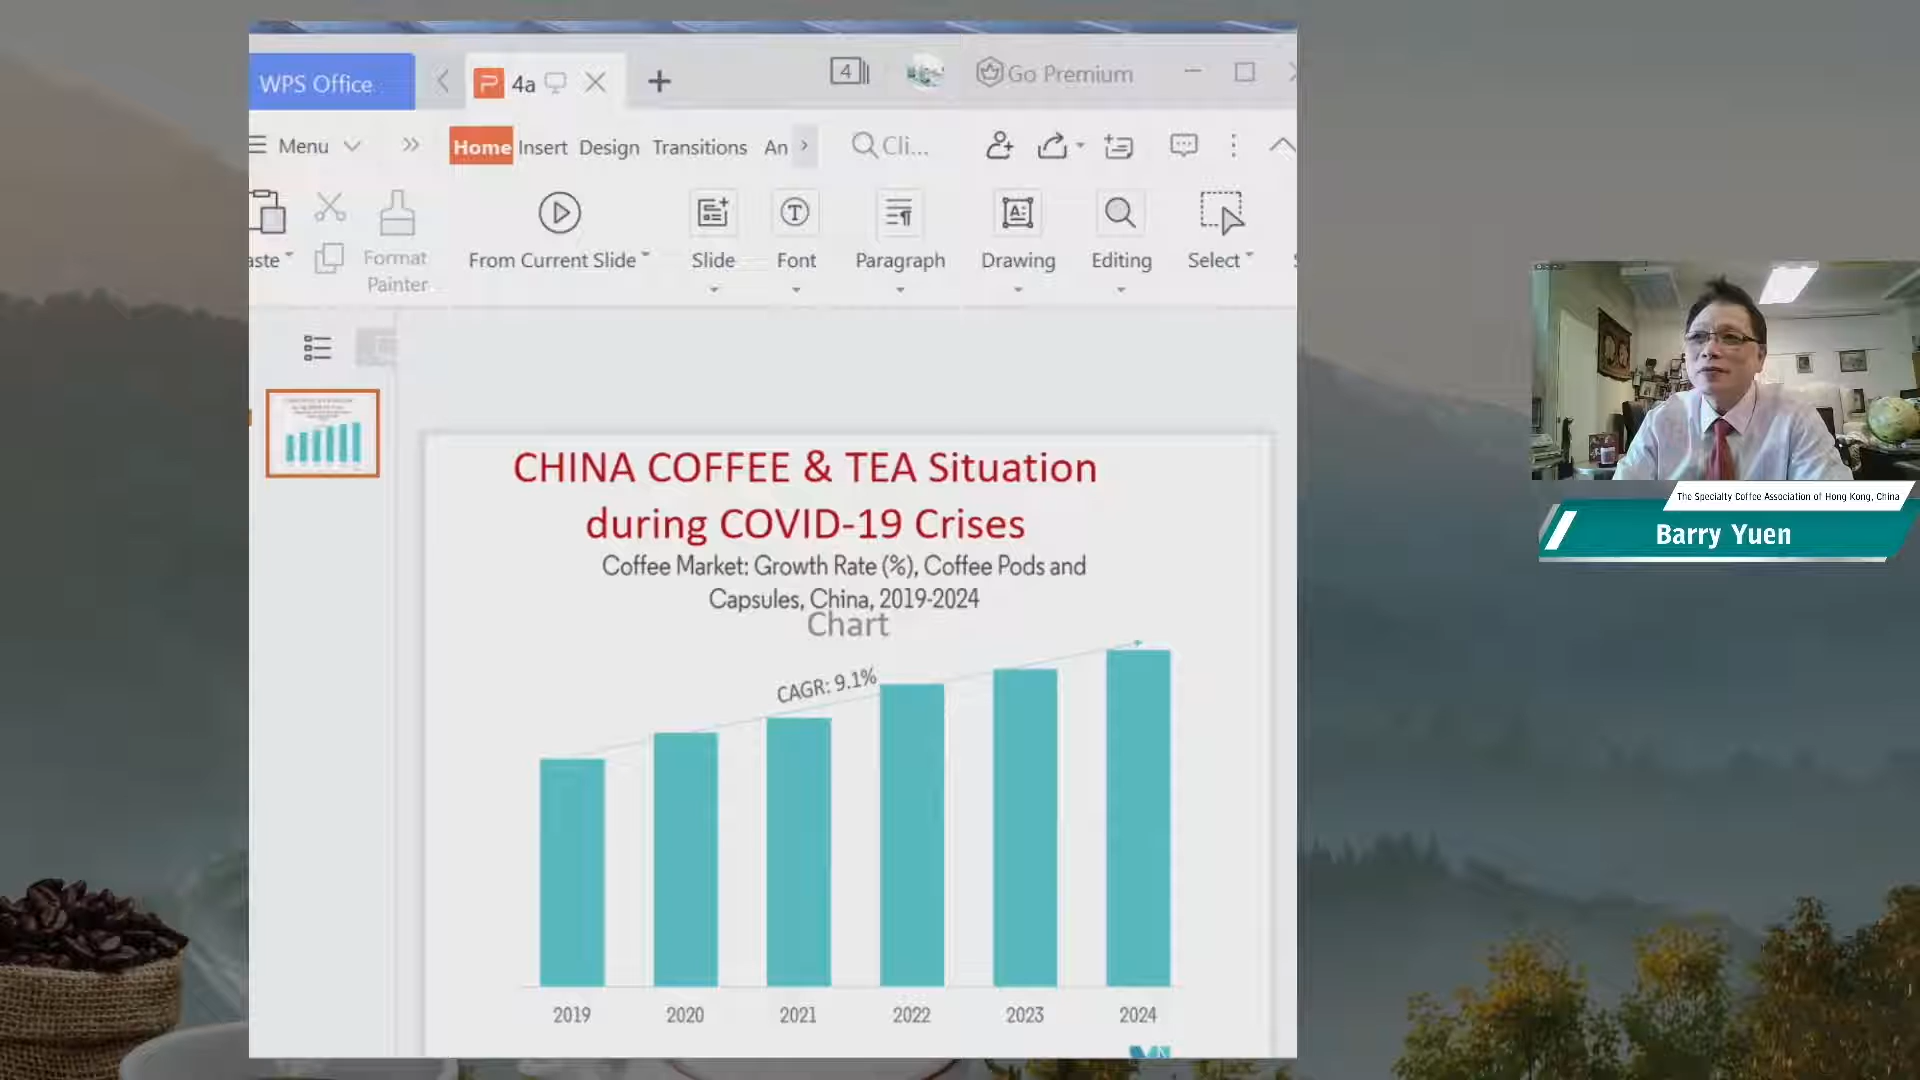 WPS Office
4a
4
Go Premium
Menu
Home
Insert
Design
Transitions
An
Cli...
aste
Format
Painter
From Current Slide
Slide
Font
Paragraph
Drawing
Editing
Select
CHINA COFFEE & TEA Situation
during COVID-19 Crises
Coffee Market: Growth Rate (%), Coffee Pods and
Capsules, China, 2019-2024
Chart
CAGR: 9.1%
2019
2020
2021
2022
2023
2024
The Specialty Coffee Association of Hong Kong, China
Barry Yuen